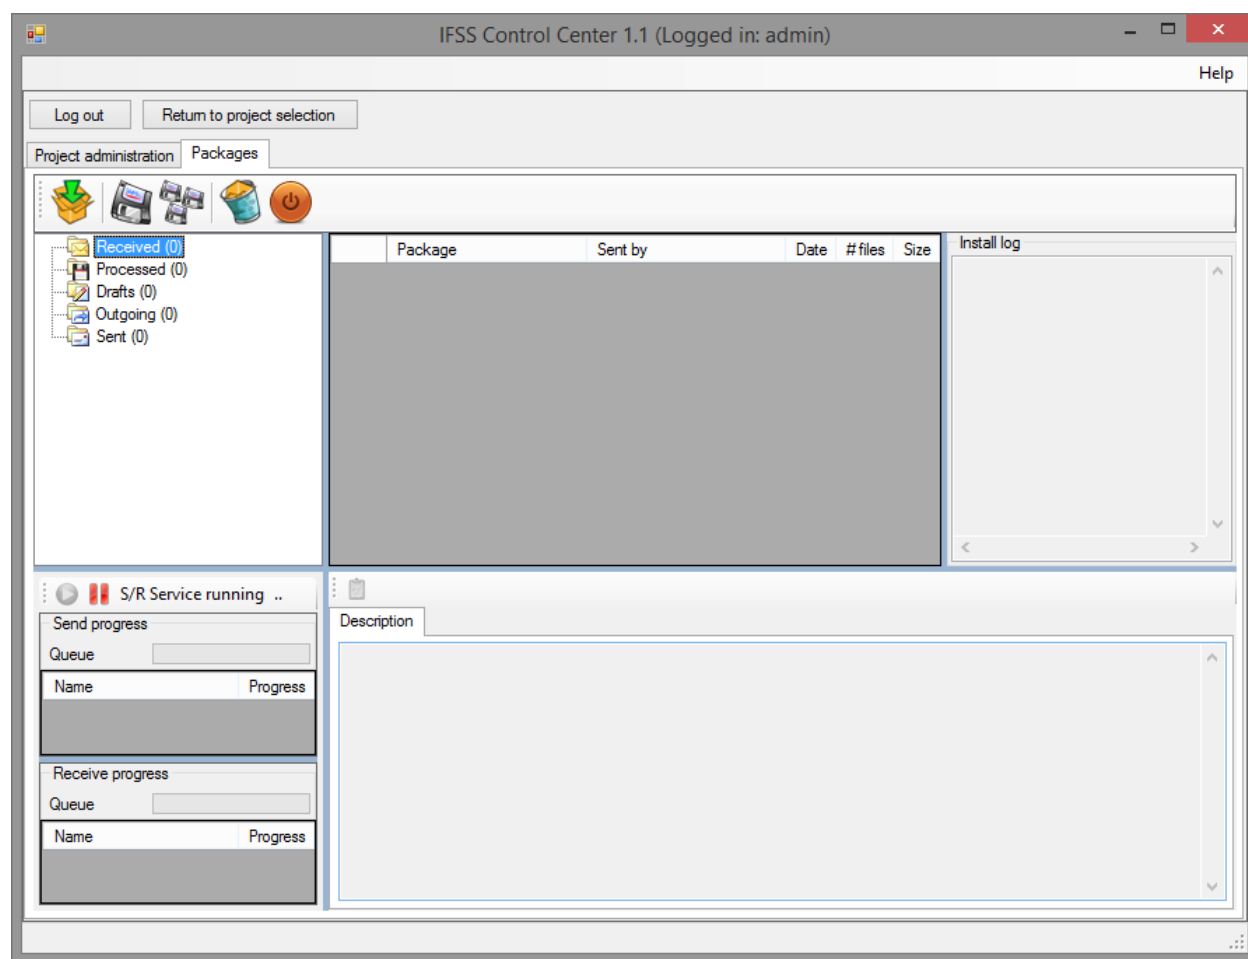 IFSS Control Center 1.1 (Logged in: admin)
Help
Log out
Return to project selection
Project administration
Packages
Received (0)
Processed (0)
Drafts (0)
Outgoing (0)
Sent (0)
Package Sent by Date # files Size
Install log
S/R Service running ..
Send progress
Queue
Name Progress
Receive progress
Queue
Name Progress
Description